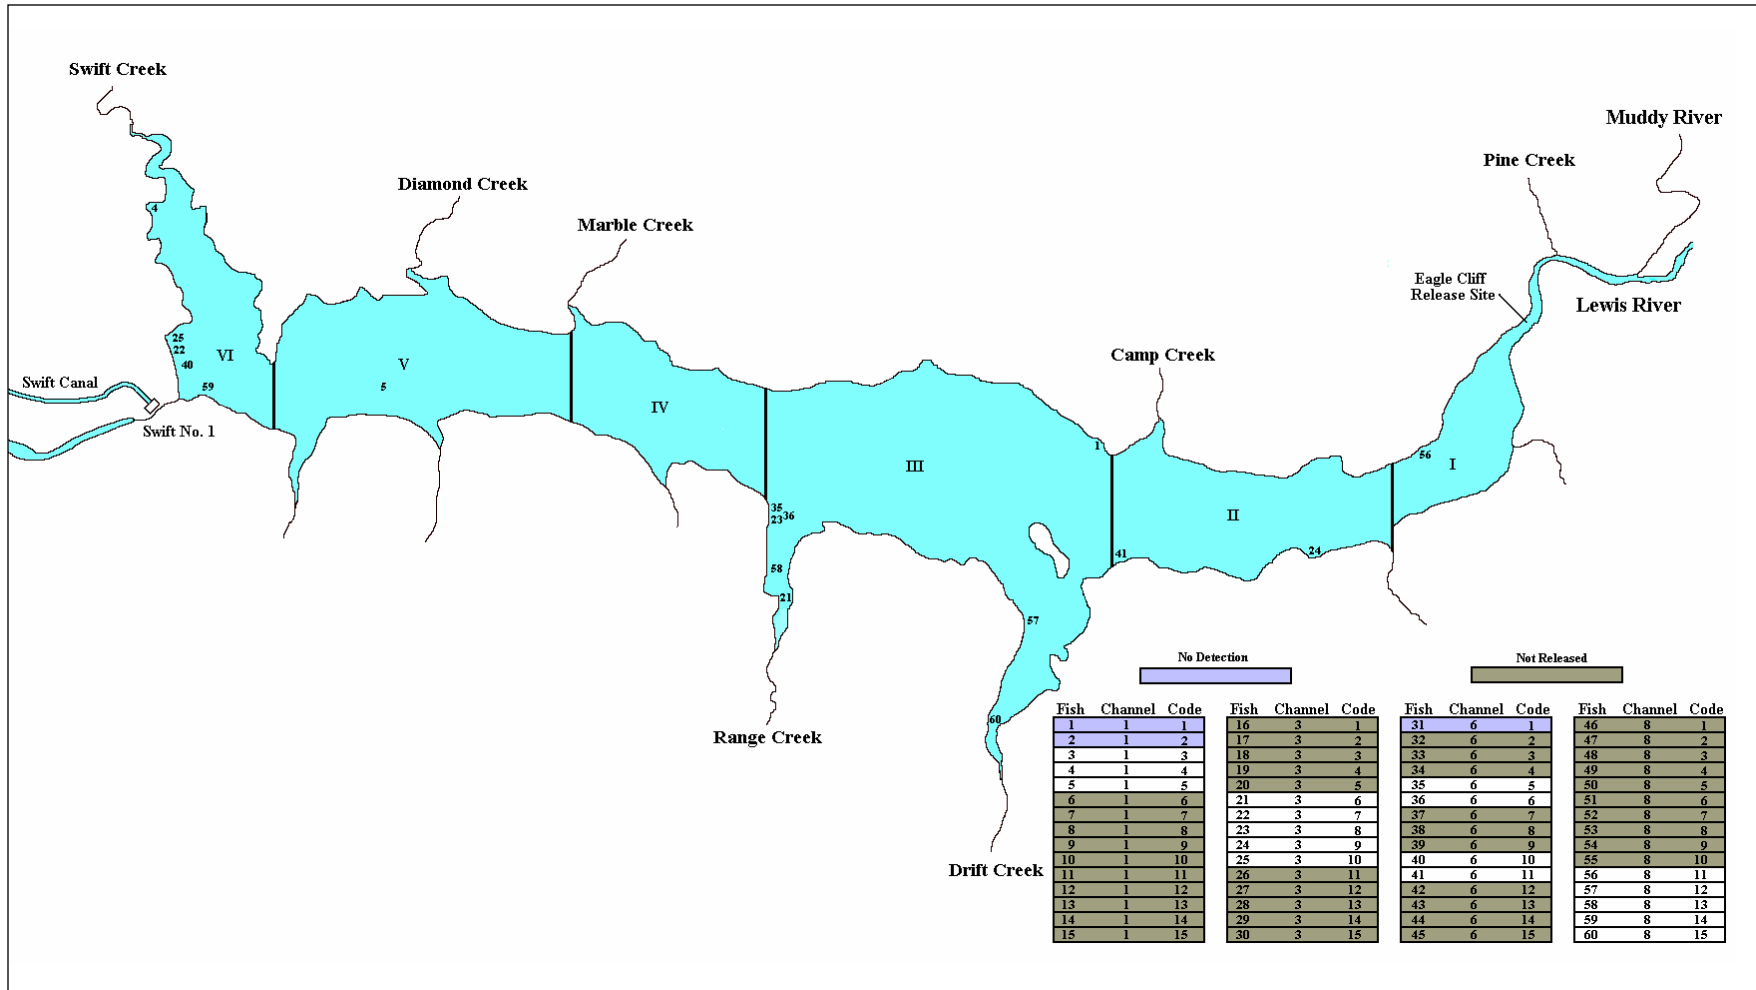 Swift Creek
Muddy River
Pine Creek
Diamond Creek
4
Marble Creek
Eagle Cliff
Release Site
Lewis River
25
22
VI
40
59
V
5
Swift Canal
Swift No. 1
Camp Creek
IV
III
1
56
I
II
35
36
23
41
24
58
21
57
60
Range Creek
Drift Creek
No Detection
Not Released
Fish Channel Code
1 1 1
2 1 2
3 1 3
4 1 4
5 1 5
6 1 6
7 1 7
8 1 8
9 1 9
10 1 10
11 1 11
12 1 12
13 1 13
14 1 14
15 1 15
Fish Channel Code
16 3 1
17 3 2
18 3 3
19 3 4
20 3 5
21 3 6
22 3 7
23 3 8
24 3 9
25 3 10
26 3 11
27 3 12
28 3 13
29 3 14
30 3 15
Fish Channel Code
31 6 1
32 6 2
33 6 3
34 6 4
35 6 5
36 6 6
37 6 7
38 6 8
39 6 9
40 6 10
41 6 11
42 6 12
43 6 13
44 6 14
45 6 15
Fish Channel Code
46 8 1
47 8 2
48 8 3
49 8 4
50 8 5
51 8 6
52 8 7
53 8 8
54 8 9
55 8 10
56 8 11
57 8 12
58 8 13
59 8 14
60 8 15